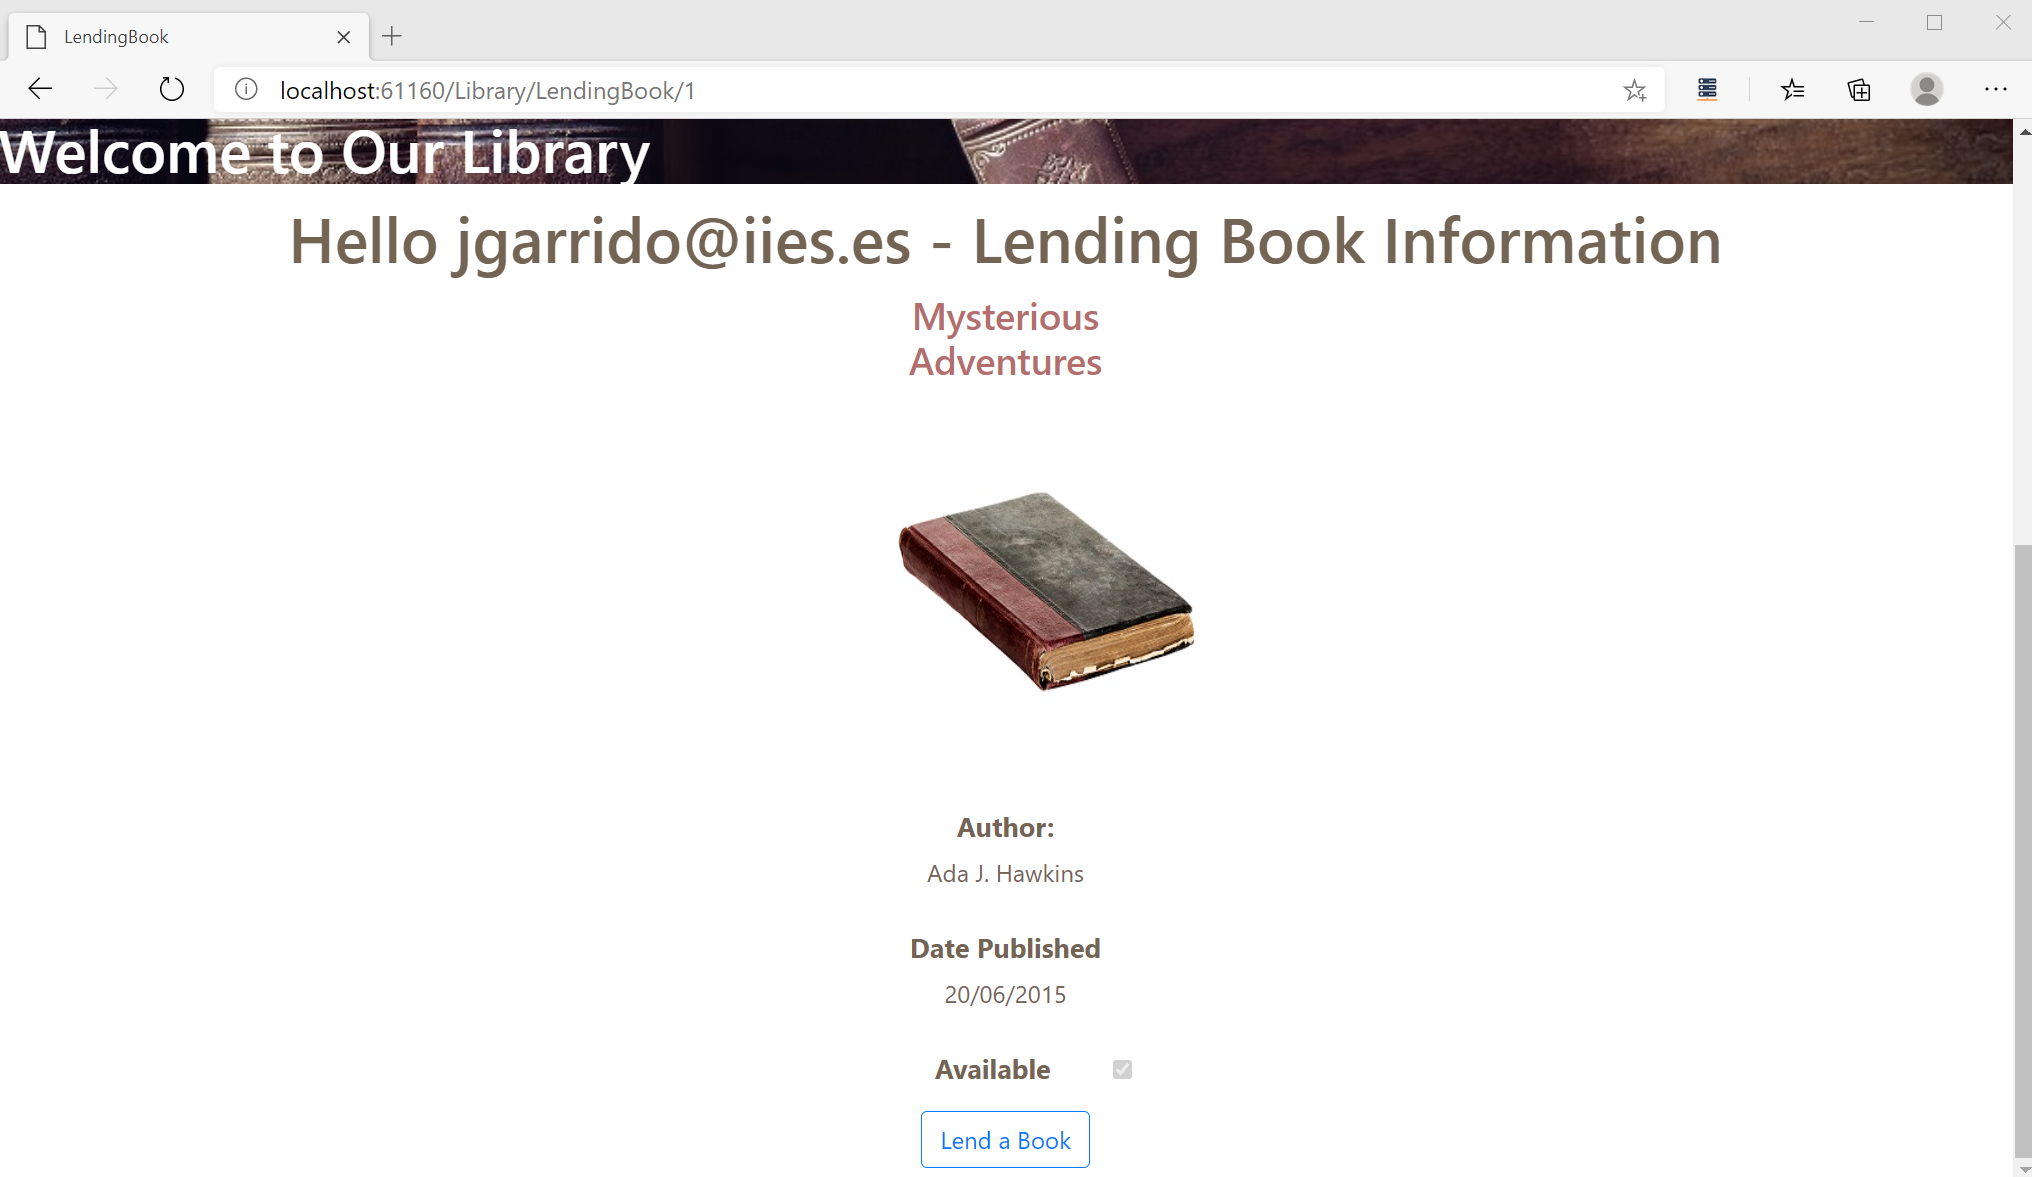 LendingBook
localhost:61160/Library/LendingBook/1
Welcome to Our Library
Hello jgarrido@iies.es - Lending Book Information
Mysterious
Adventures
Author:
Ada J. Hawkins
Date Published
20/06/2015
Available
Lend a Book